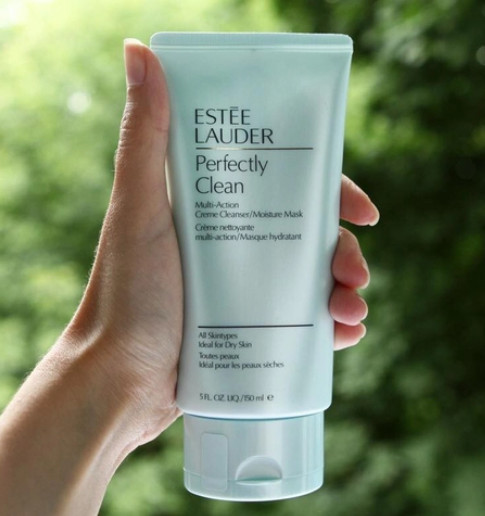 ESTĒE
LAUDER
Perfectly
Clean
Multi-Action
Creme Cleanser/Moisture Mask
Crème nettoyante
multi-action/Masque hydratant
All Skintypes
Ideal for Dry Skin
Toutes peaux
Idéal pour les peaux sèches
5 FL. OZ. LIQ./150 ml ℮